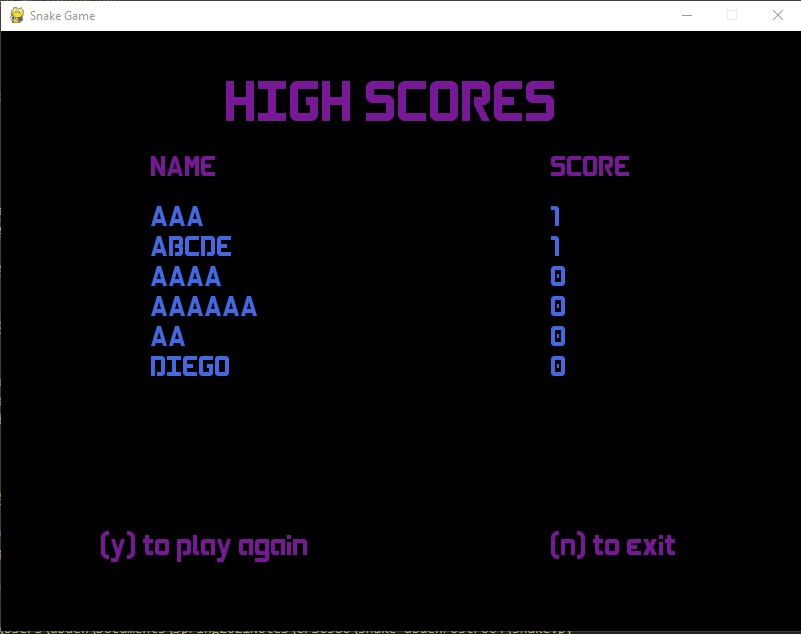 Snake Game
HIGH SCORES
NAME SCORE
AAA 1
ABCDE 1
AAAA 0
AAAAAA 0
AA 0
DIEGO 0
(y) to play again (n) to exit